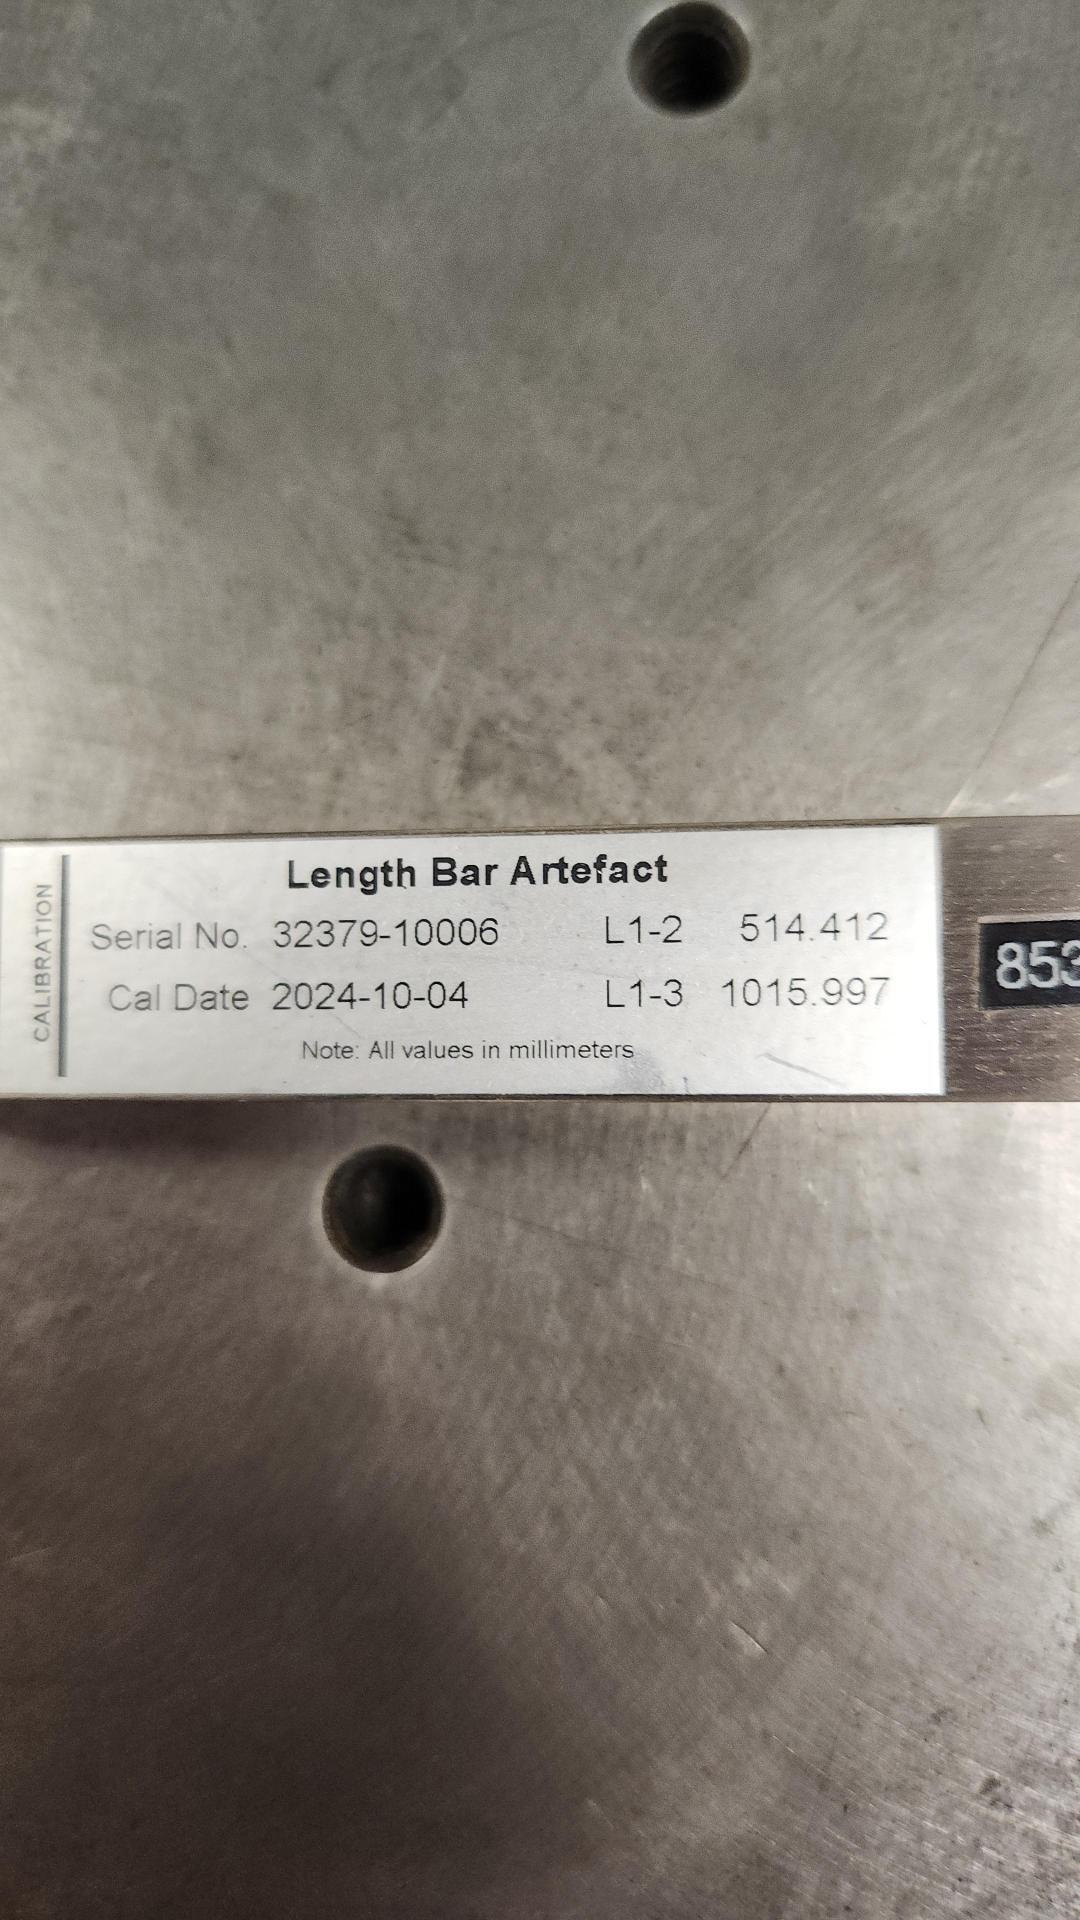 CALIBRATION
Length Bar Artefact
Serial No. 32379-10006 L1-2 514.412
Cal Date 2024-10-04 L1-3 1015.997
Note: All values in millimeters
853